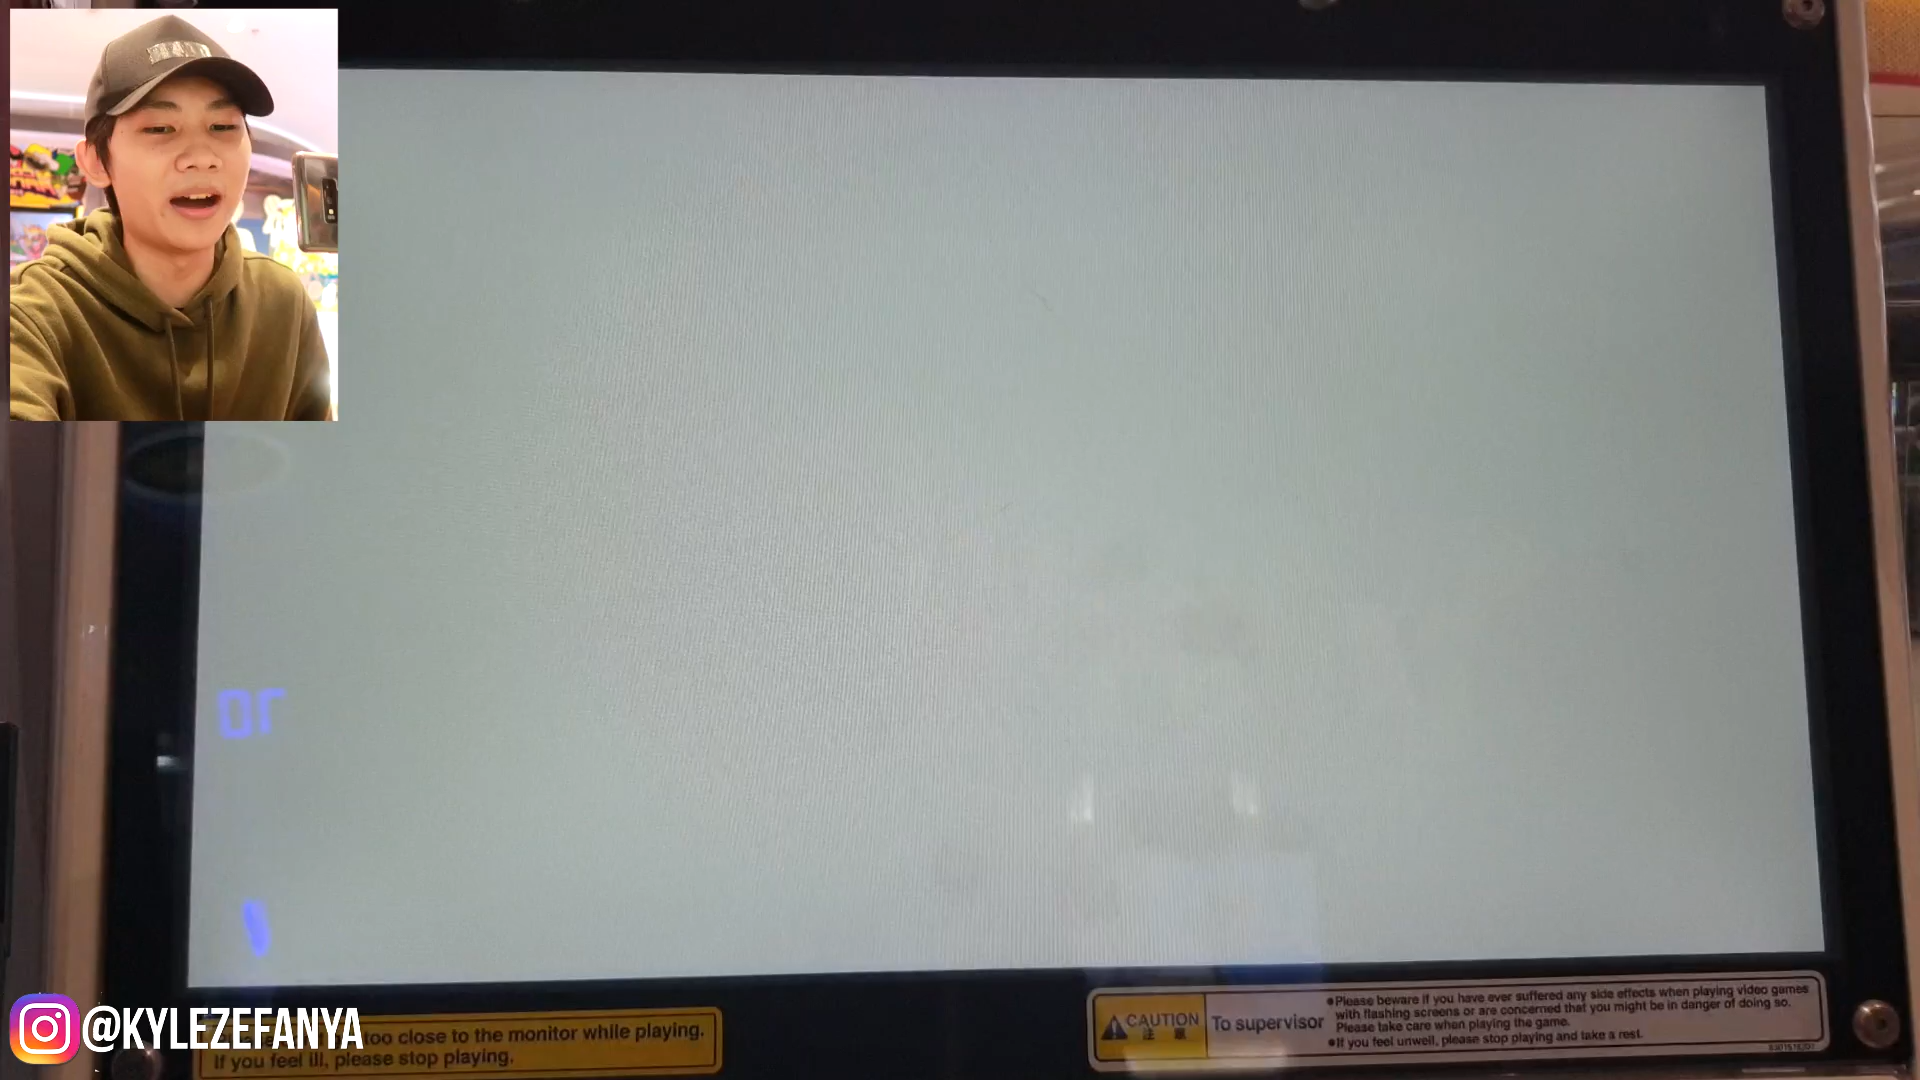 or
@KYLEZEFANYA
too close to the monitor while playing.
If you feel ill, please stop playing.
CAUTION
注 意
To supervisor
●Please beware if you have ever suffered any side effects when playing video games
with flashing screens or are concerned that you might be in danger of doing so.
Please take care when playing the game.
●If you feel unwell, please stop playing and take a rest.